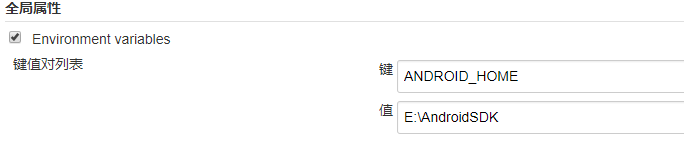 全局属性
Environment variables
键值对列表
键 ANDROID_HOME
值 E:\AndroidSDK